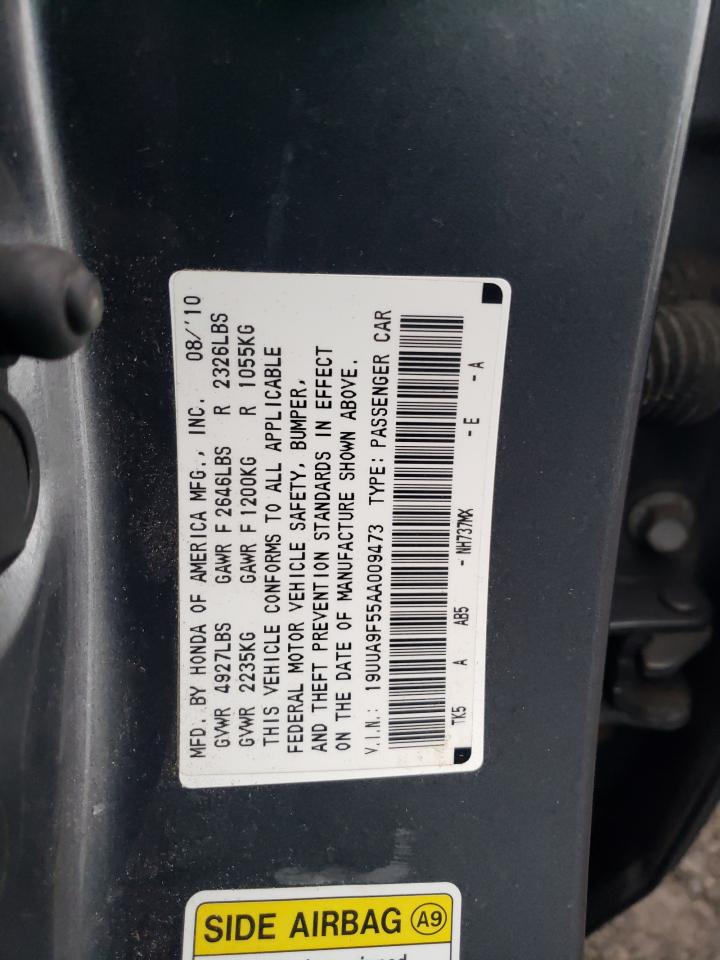 MFD. BY HONDA OF AMERICA MFG., INC. 08/'10
GVWR 4927LBS GAWR F 2646LBS R 2326LBS
GVWR 2235KG GAWR F 1200KG R 1055KG
THIS VEHICLE CONFORMS TO ALL APPLICABLE
FEDERAL MOTOR VEHICLE SAFETY, BUMPER,
AND THEFT PREVENTION STANDARDS IN EFFECT
ON THE DATE OF MANUFACTURE SHOWN ABOVE.
V.I.N.: 19UUA9F55AA009473 TYPE: PASSENGER CAR
TK5 A AB5 - NH737MX - E - A
SIDE AIRBAG A9